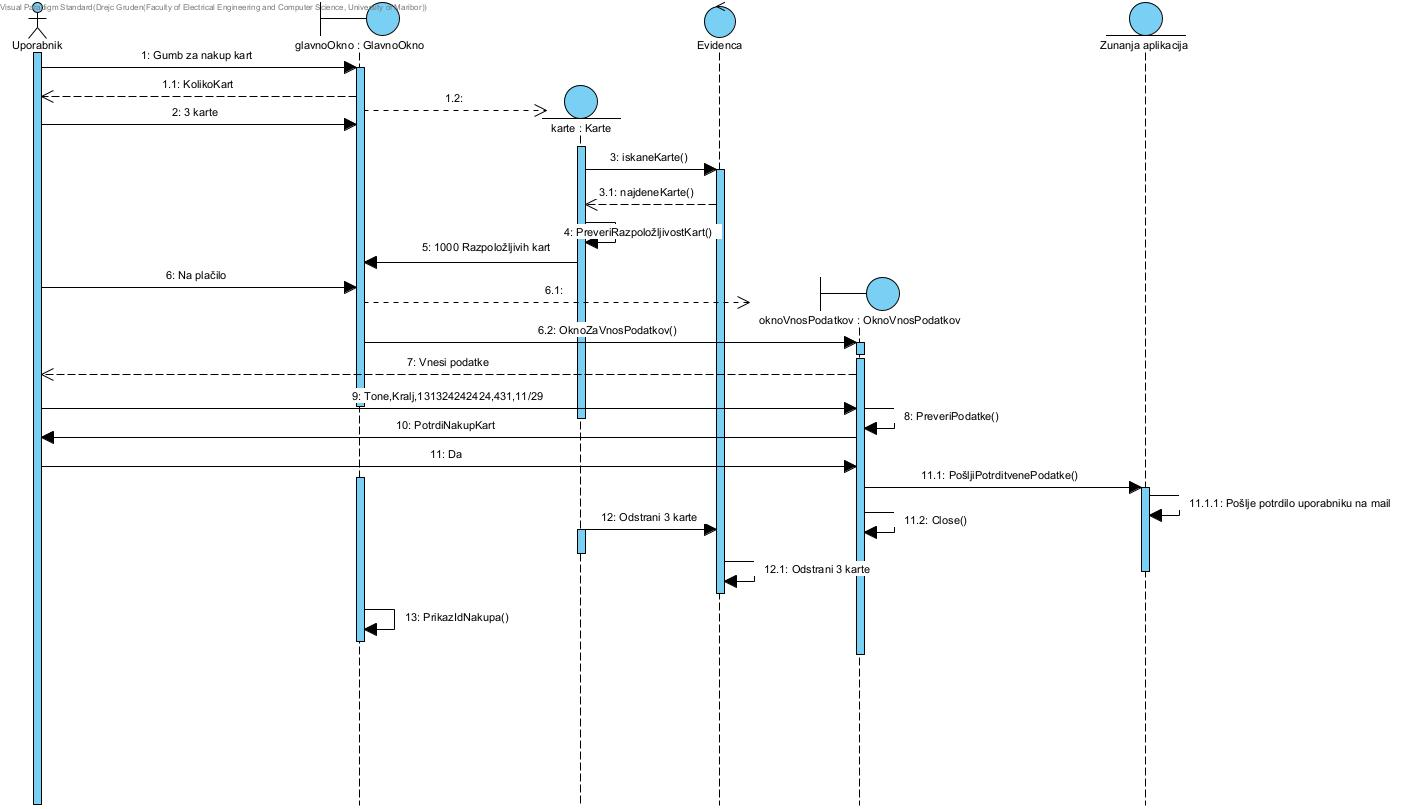 Visual Paradigm Standard(Drejc Gruden(Faculty of Electrical Engineering and Computer Science, University of Maribor))
Uporabnik
glavnoOkno : GlavnoOkno
Evidenca
Zunanja aplikacija
1: Gumb za nakup kart
1.1: KolikoKart
1.2:
2: 3 karte
karte : Karte
3: iskaneKarte()
3.1: najdeneKarte()
4: PreveriRazpoložljivostKart()
5: 1000 Razpoložljivih kart
6: Na plačilo
6.1:
oknoVnosPodatkov : OknoVnosPodatkov
6.2: OknoZaVnosPodatkov()
7: Vnesi podatke
9: Tone,Kralj,131324242424,431,11/29
8: PreveriPodatke()
10: PotrdiNakupKart
11: Da
11.1: PošljiPotrditvenePodatke()
11.1.1: Pošlje potrdilo uporabniku na mail
12: Odstrani 3 karte
11.2: Close()
12.1: Odstrani 3 karte
13: PrikazIdNakupa()